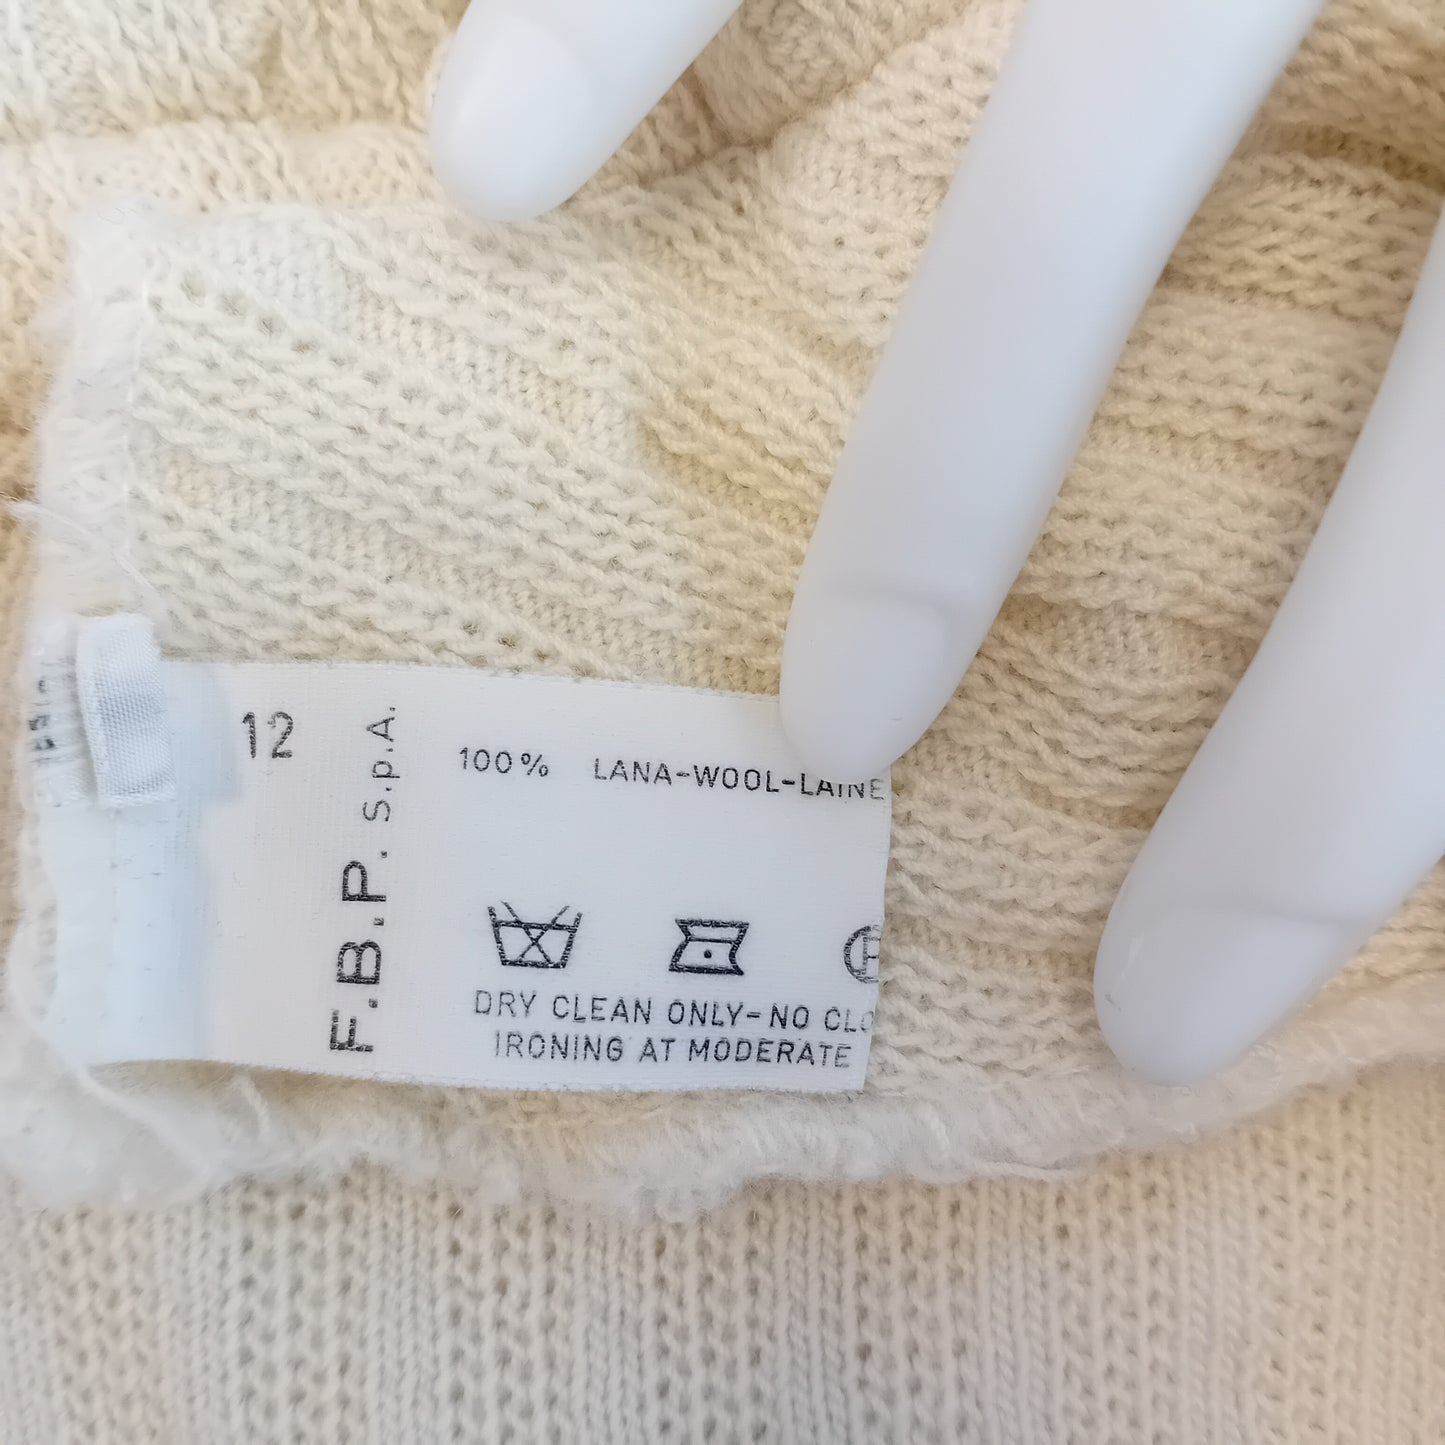 12
F.B.P. S.p.A.
100% LANA-WOOL-LAINE
P
DRY CLEAN ONLY-NO CLO
IRONING AT MODERATE